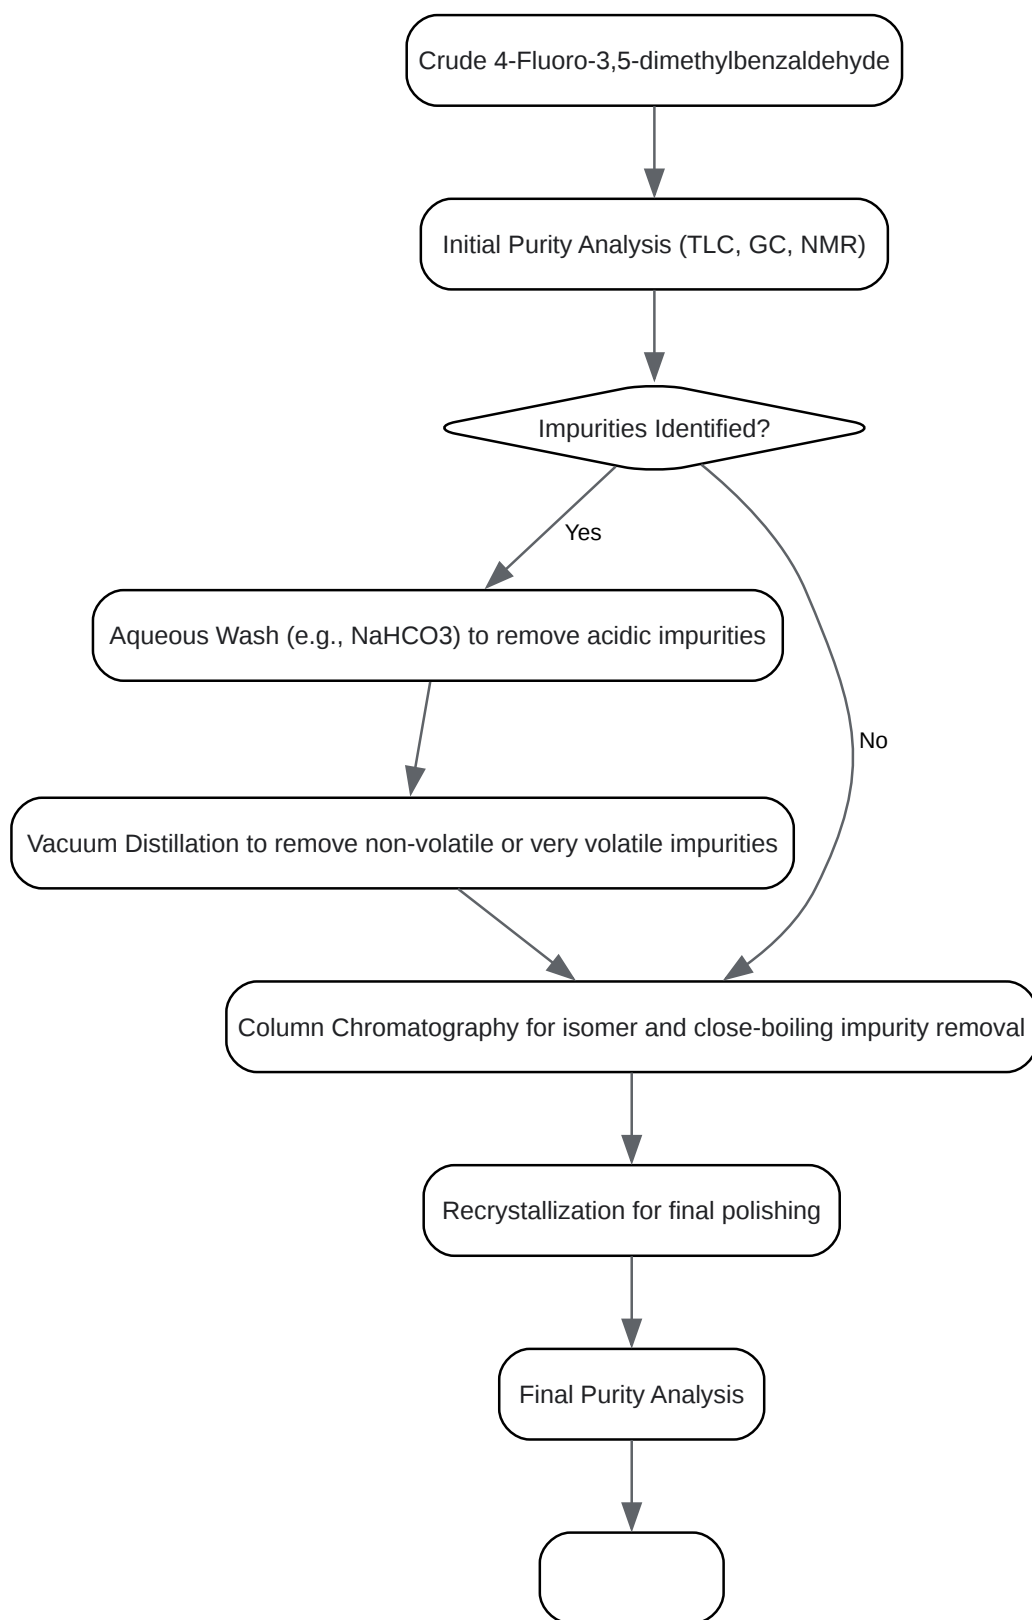 Crude 4-Fluoro-3,5-dimethylbenzaldehyde
Initial Purity Analysis (TLC, GC, NMR)
Impurities Identified?
Yes
Aqueous Wash (e.g., NaHCO3) to remove acidic impurities
No
Vacuum Distillation to remove non-volatile or very volatile impurities
Column Chromatography for isomer and close-boiling impurity removal
Recrystallization for final polishing
Final Purity Analysis